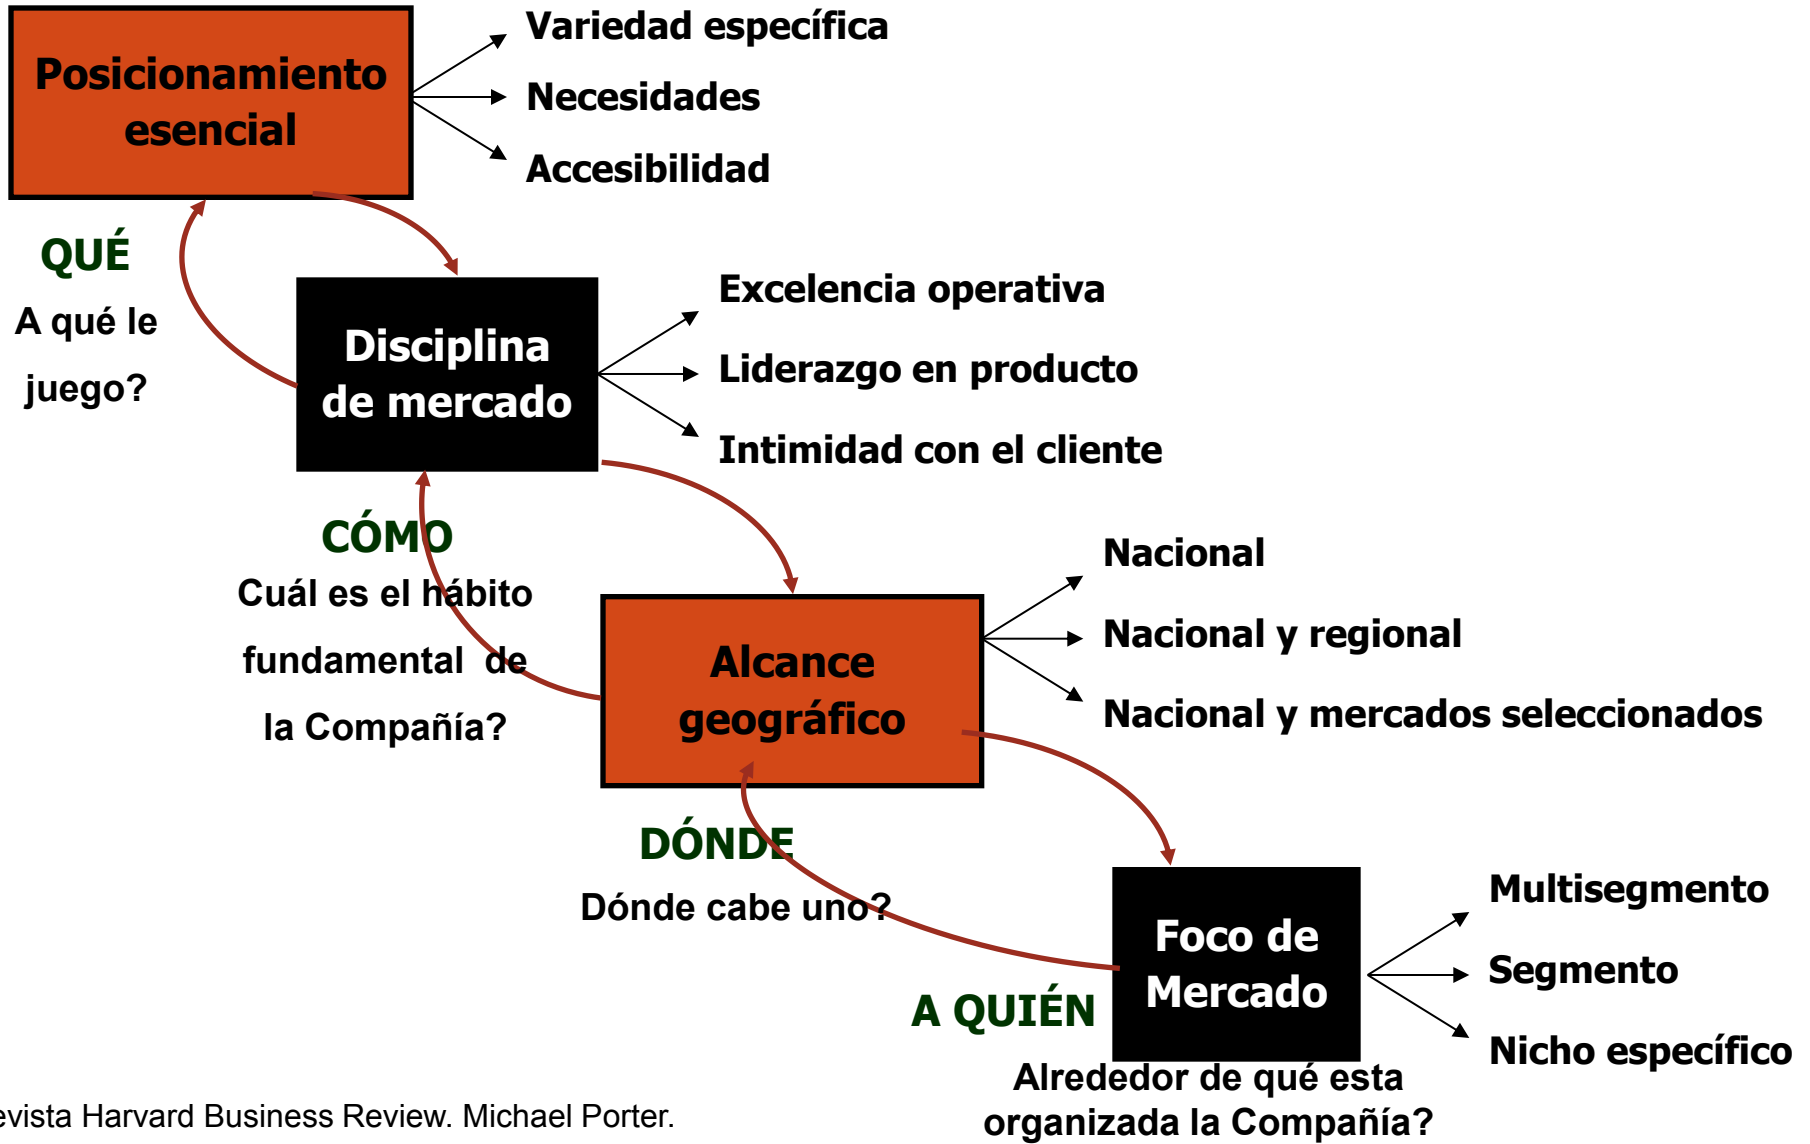 Posicionamiento
esencial
Variedad específica
Necesidades
Accesibilidad
QUÉ
A qué le
juego?
Disciplina
de mercado
Excelencia operativa
Liderazgo en producto
Intimidad con el cliente
CÓMO
Cuál es el hábito
fundamental de
la Compañía?
Alcance
geográfico
Nacional
Nacional y regional
Nacional y mercados seleccionados
DÓNDE
Dónde cabe uno?
Foco de
Mercado
Multisegmento
Segmento
Nicho específico
A QUIÉN
Alrededor de qué esta
organizada la Compañía?
evista Harvard Business Review. Michael Porter.